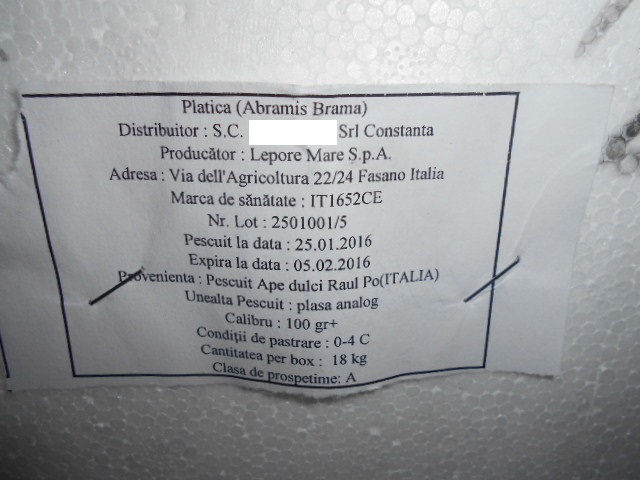 Platica (Abramis Brama)
Distribuitor : S.C. Srl Constanta
Producător : Lepore Mare S.p.A.
Adresa : Via dell'Agricoltura 22/24 Fasano Italia
Marca de sănătate : IT1652CE
Nr. Lot : 2501001/5
Pescuit la data : 25.01.2016
Expira la data : 05.02.2016
Provenienta : Pescuit Ape dulci Raul Po(ITALIA)
Unealta Pescuit : plasa analog
Calibru : 100 gr+
Condiții de pastrare : 0-4 C
Cantitatea per box : 18 kg
Clasa de prospetime: A